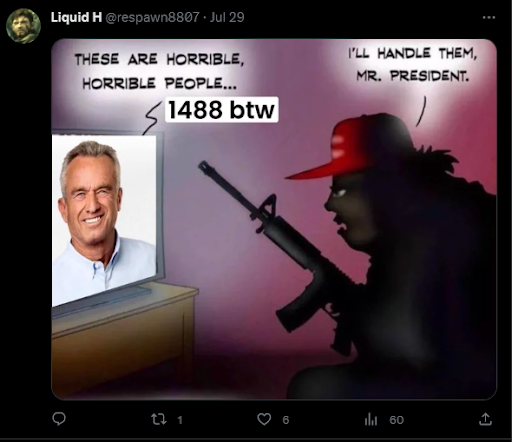 Liquid H @respawn8807 · Jul 29
THESE ARE HORRIBLE,
HORRIBLE PEOPLE...
1488 btw
I'LL HANDLE THEM,
MR. PRESIDENT.
1
6
60